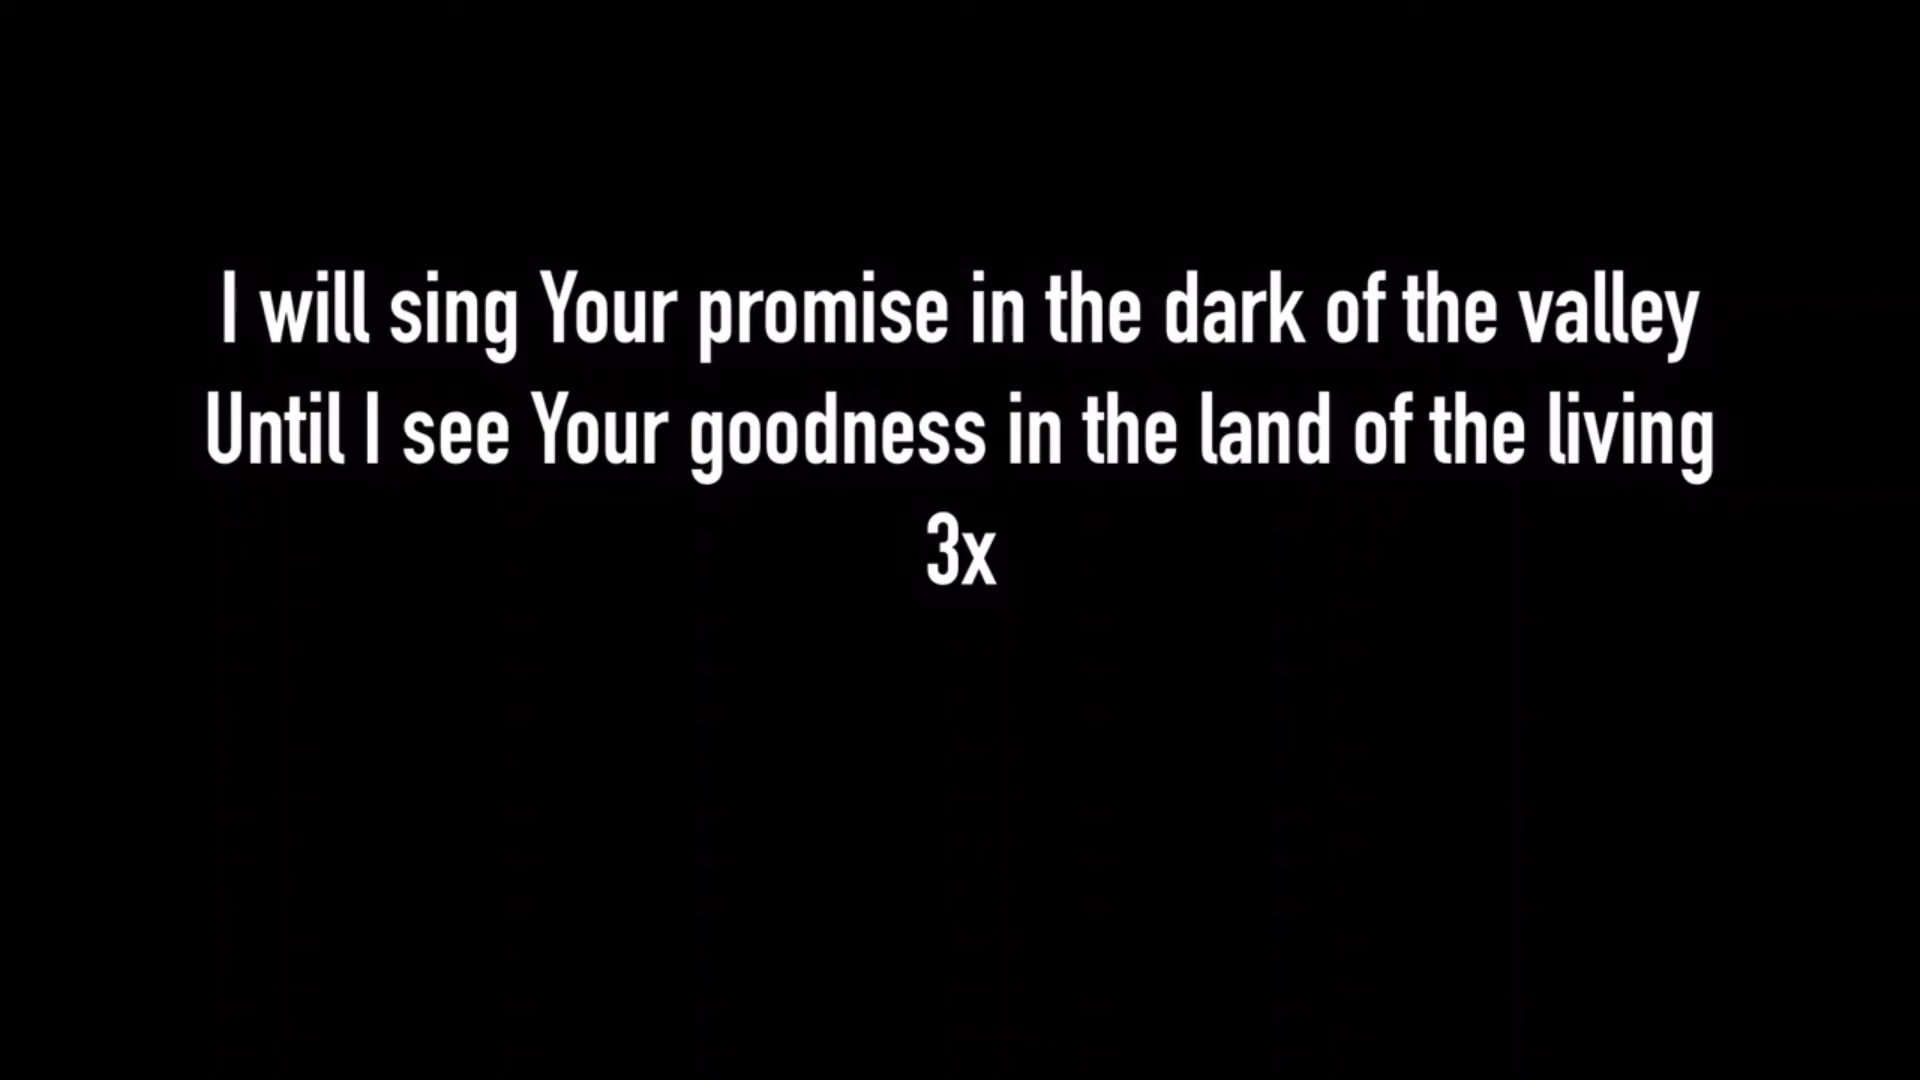 I will sing Your promise in the dark of the valley
Until I see Your goodness in the land of the living
3x